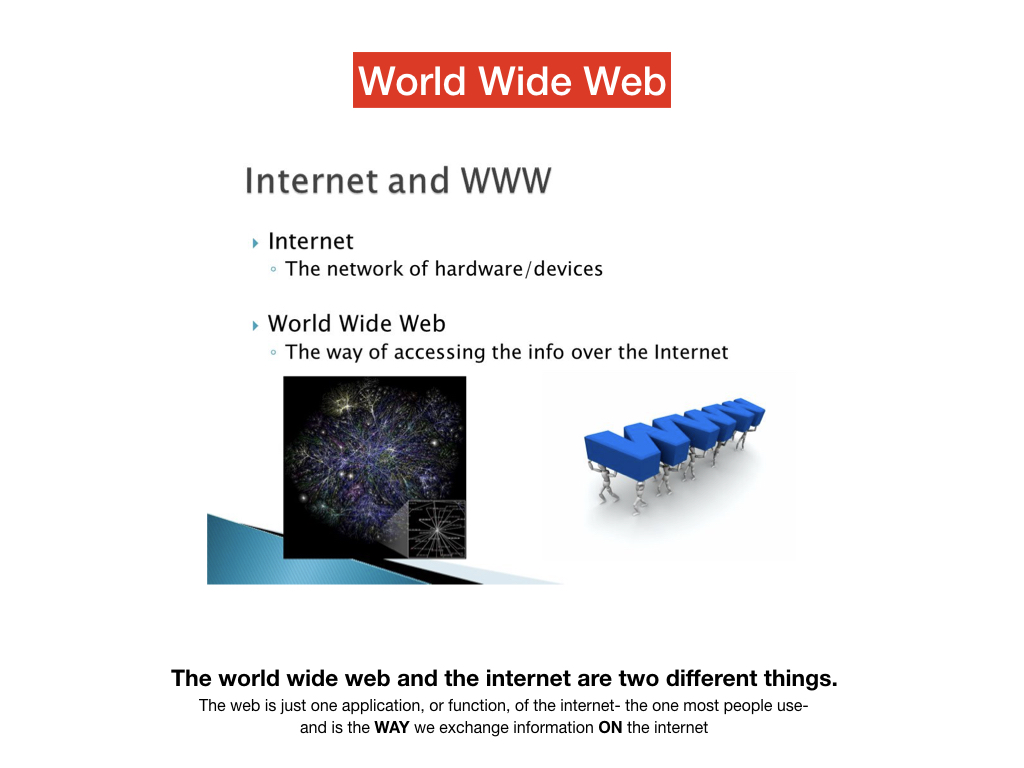 World Wide Web
Internet and WWW
Internet
The network of hardware/devices
World Wide Web
The way of accessing the info over the Internet
WWW
The world wide web and the internet are two different things.
The web is just one application, or function, of the internet- the one most people use-
and is the WAY we exchange information ON the internet